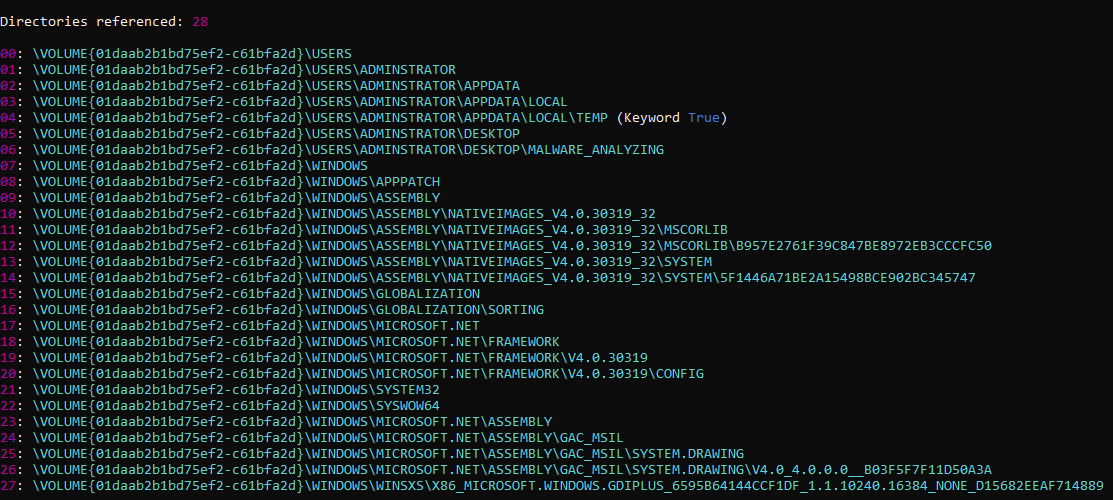 Directories referenced: 28
00: \VOLUME{01daab2b1bd75ef2-c61bfa2d}\USERS
01: \VOLUME{01daab2b1bd75ef2-c61bfa2d}\USERS\ADMINSTRATOR
02: \VOLUME{01daab2b1bd75ef2-c61bfa2d}\USERS\ADMINSTRATOR\APPDATA
03: \VOLUME{01daab2b1bd75ef2-c61bfa2d}\USERS\ADMINSTRATOR\APPDATA\LOCAL
04: \VOLUME{01daab2b1bd75ef2-c61bfa2d}\USERS\ADMINSTRATOR\APPDATA\LOCAL\TEMP (Keyword True)
05: \VOLUME{01daab2b1bd75ef2-c61bfa2d}\USERS\ADMINSTRATOR\DESKTOP
06: \VOLUME{01daab2b1bd75ef2-c61bfa2d}\USERS\ADMINSTRATOR\DESKTOP\MALWARE_ANALYZING
07: \VOLUME{01daab2b1bd75ef2-c61bfa2d}\WINDOWS
08: \VOLUME{01daab2b1bd75ef2-c61bfa2d}\WINDOWS\APPPATCH
09: \VOLUME{01daab2b1bd75ef2-c61bfa2d}\WINDOWS\ASSEMBLY
10: \VOLUME{01daab2b1bd75ef2-c61bfa2d}\WINDOWS\ASSEMBLY\NATIVEIMAGES_V4.0.30319_32
11: \VOLUME{01daab2b1bd75ef2-c61bfa2d}\WINDOWS\ASSEMBLY\NATIVEIMAGES_V4.0.30319_32\MSCORLIB
12: \VOLUME{01daab2b1bd75ef2-c61bfa2d}\WINDOWS\ASSEMBLY\NATIVEIMAGES_V4.0.30319_32\MSCORLIB\B957E2761F39C847BE8972EB3CCCFC50
13: \VOLUME{01daab2b1bd75ef2-c61bfa2d}\WINDOWS\ASSEMBLY\NATIVEIMAGES_V4.0.30319_32\SYSTEM
14: \VOLUME{01daab2b1bd75ef2-c61bfa2d}\WINDOWS\ASSEMBLY\NATIVEIMAGES_V4.0.30319_32\SYSTEM\5F1446A71BE2A15498BCE902BC345747
15: \VOLUME{01daab2b1bd75ef2-c61bfa2d}\WINDOWS\GLOBALIZATION
16: \VOLUME{01daab2b1bd75ef2-c61bfa2d}\WINDOWS\GLOBALIZATION\SORTING
17: \VOLUME{01daab2b1bd75ef2-c61bfa2d}\WINDOWS\MICROSOFT.NET
18: \VOLUME{01daab2b1bd75ef2-c61bfa2d}\WINDOWS\MICROSOFT.NET\FRAMEWORK
19: \VOLUME{01daab2b1bd75ef2-c61bfa2d}\WINDOWS\MICROSOFT.NET\FRAMEWORK\V4.0.30319
20: \VOLUME{01daab2b1bd75ef2-c61bfa2d}\WINDOWS\MICROSOFT.NET\FRAMEWORK\V4.0.30319\CONFIG
21: \VOLUME{01daab2b1bd75ef2-c61bfa2d}\WINDOWS\SYSTEM32
22: \VOLUME{01daab2b1bd75ef2-c61bfa2d}\WINDOWS\SYSWOW64
23: \VOLUME{01daab2b1bd75ef2-c61bfa2d}\WINDOWS\MICROSOFT.NET\ASSEMBLY
24: \VOLUME{01daab2b1bd75ef2-c61bfa2d}\WINDOWS\MICROSOFT.NET\ASSEMBLY\GAC_MSIL
25: \VOLUME{01daab2b1bd75ef2-c61bfa2d}\WINDOWS\MICROSOFT.NET\ASSEMBLY\GAC_MSIL\SYSTEM.DRAWING
26: \VOLUME{01daab2b1bd75ef2-c61bfa2d}\WINDOWS\MICROSOFT.NET\ASSEMBLY\GAC_MSIL\SYSTEM.DRAWING\V4.0_4.0.0.0__B03F5F7F11D50A3A
27: \VOLUME{01daab2b1bd75ef2-c61bfa2d}\WINDOWS\WINSXS\X86_MICROSOFT.WINDOWS.GDIPLUS_6595B64144CCF1DF_1.1.10240.16384_NONE_D15682EEAF714889